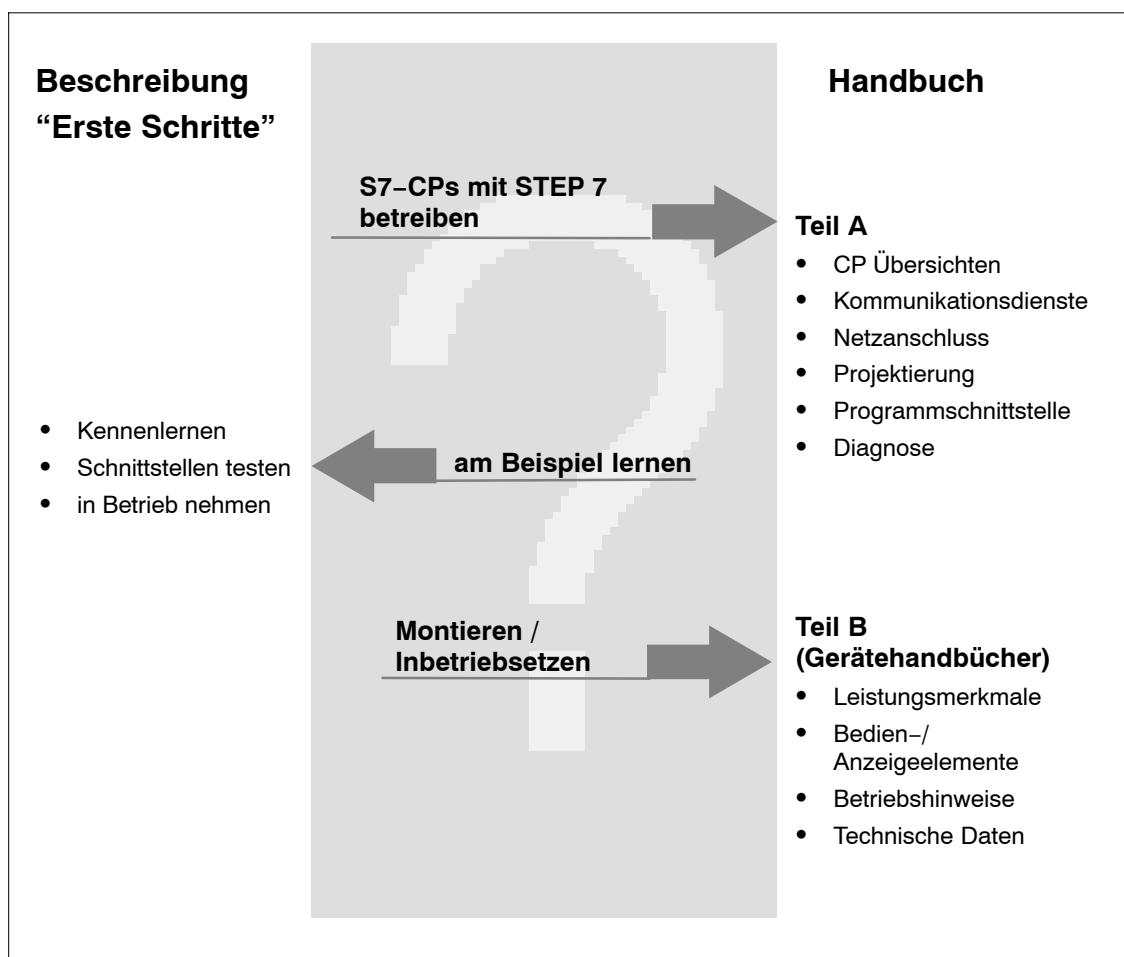 Beschreibung
“Erste Schritte”
Handbuch
S7–CPs mit STEP 7
betreiben
Teil A
• CP Übersichten
• Kommunikationsdienste
• Netzanschluss
• Projektierung
• Programmschnittstelle
• Diagnose
am Beispiel lernen
• Kennenlernen
• Schnittstellen testen
• in Betrieb nehmen
Montieren /
Inbetriebsetzen
Teil B
(Gerätehandbücher)
• Leistungsmerkmale
• Bedien–/
Anzeigeelemente
• Betriebshinweise
• Technische Daten
?